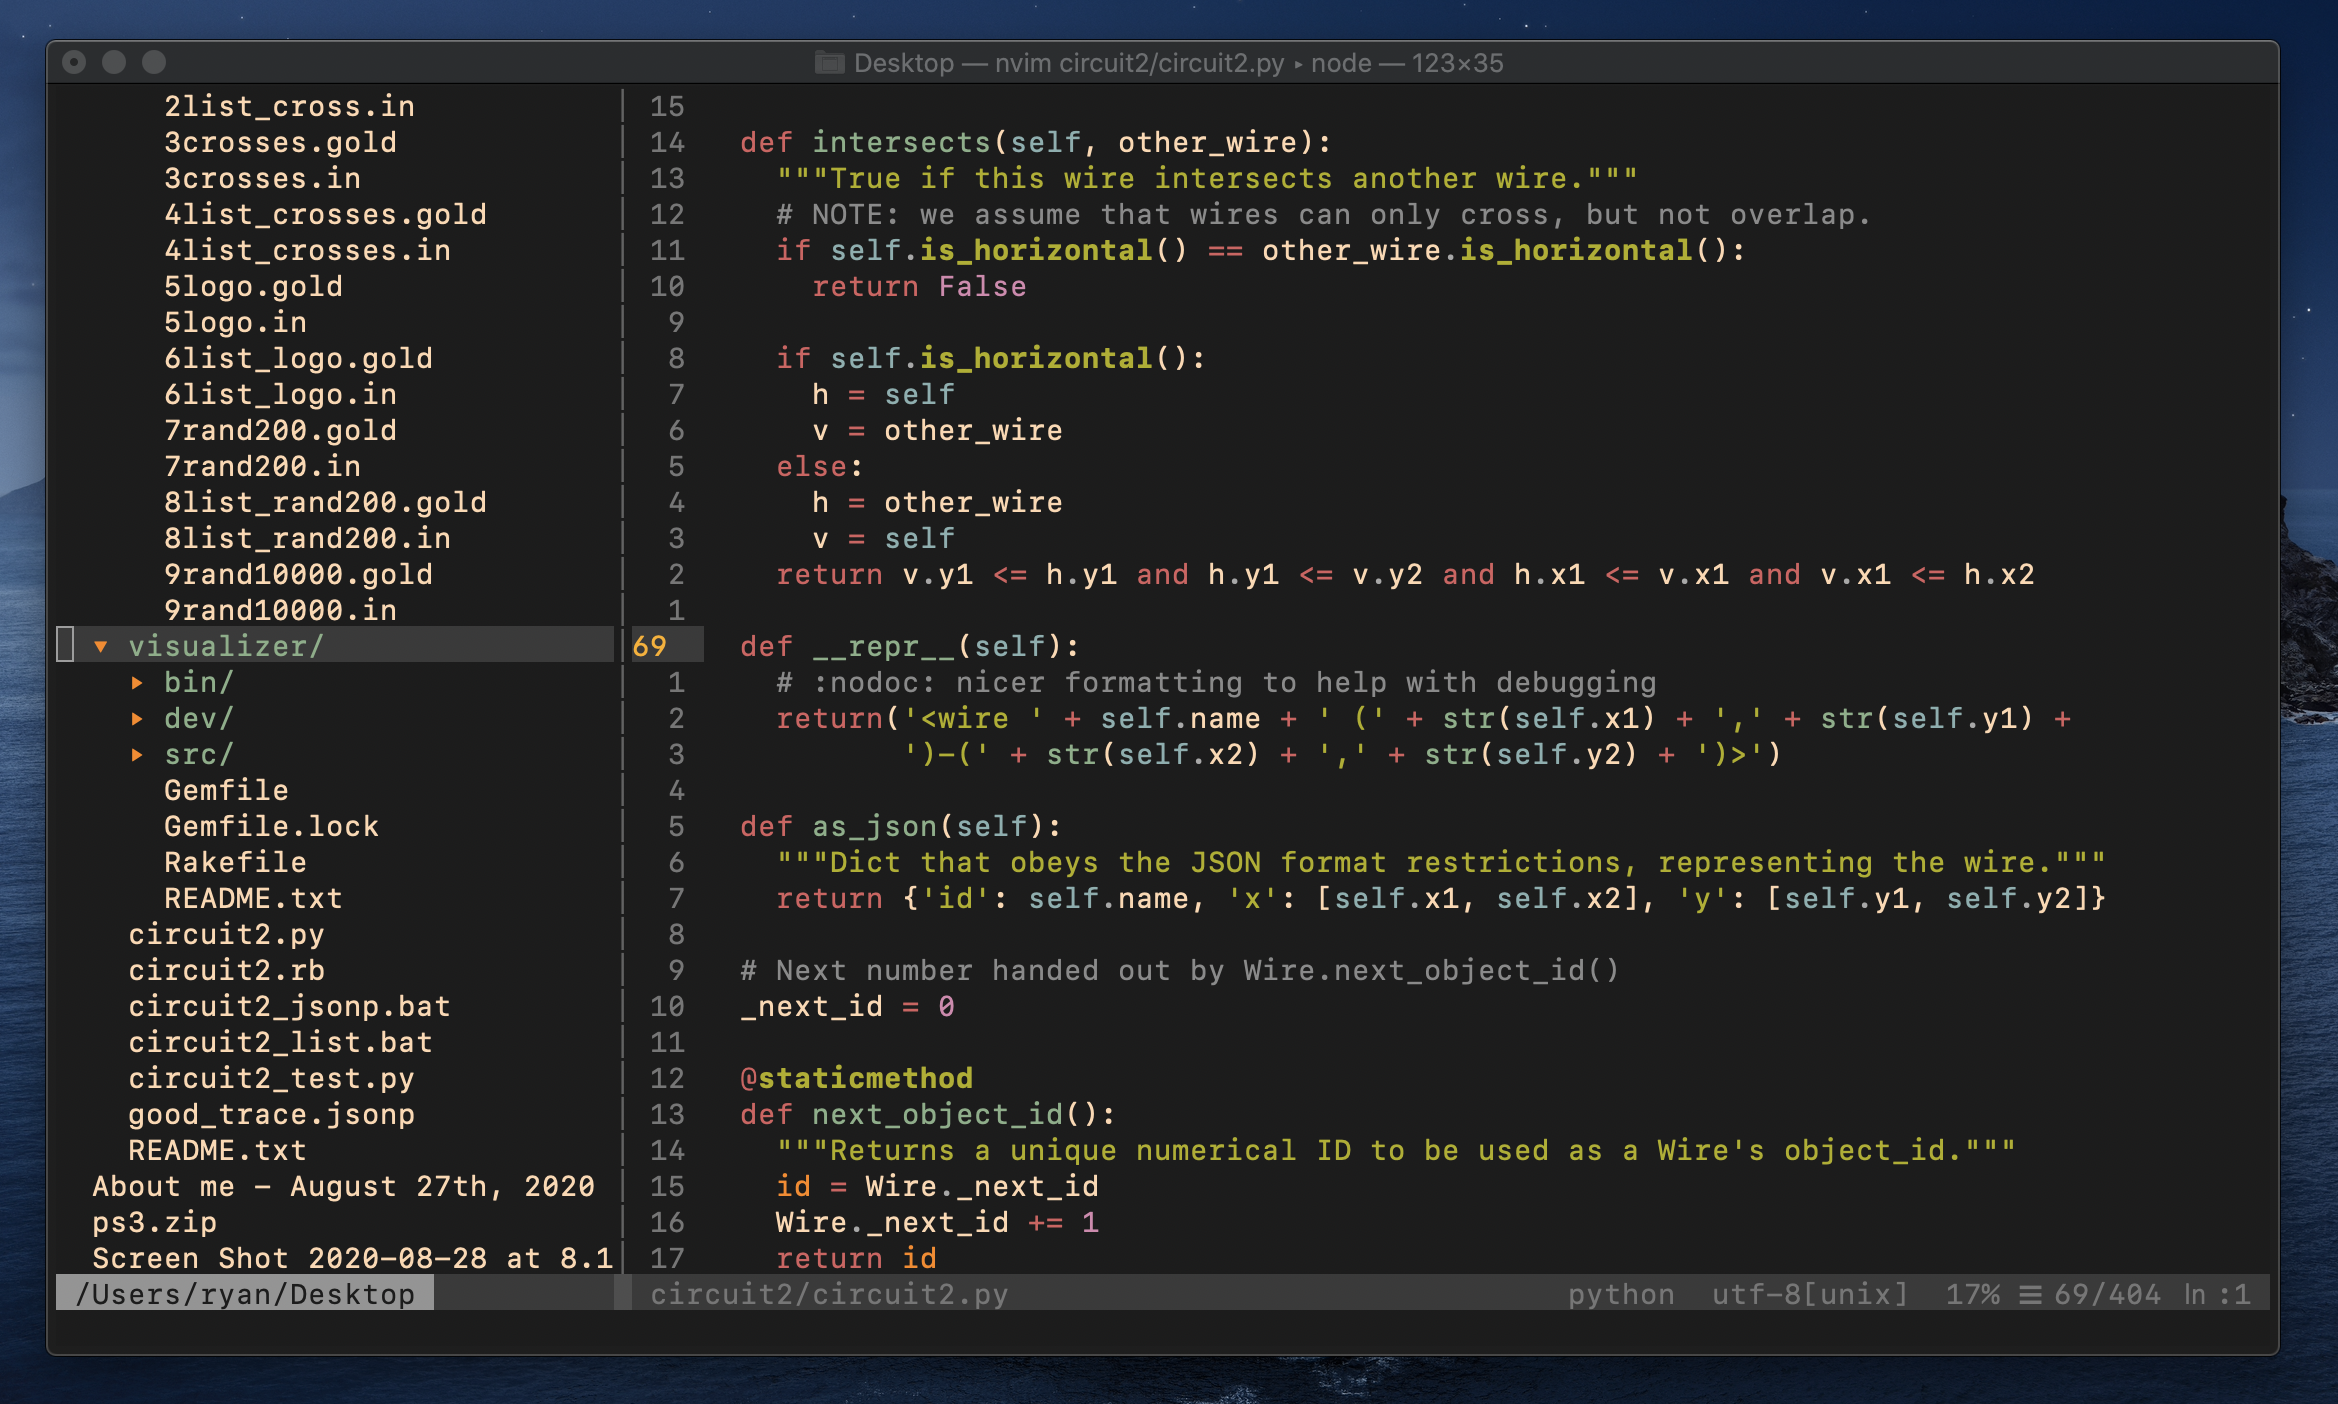 Desktop — nvim circuit2/circuit2.py ▸ node — 123×35
2list_cross.in
3crosses.gold
3crosses.in
4list_crosses.gold
4list_crosses.in
5logo.gold
5logo.in
6list_logo.gold
6list_logo.in
7rand200.gold
7rand200.in
8list_rand200.gold
8list_rand200.in
9rand10000.gold
9rand10000.in
▾ visualizer/
▸ bin/
▸ dev/
▸ src/
Gemfile
Gemfile.lock
Rakefile
README.txt
circuit2.py
circuit2.rb
circuit2_jsonp.bat
circuit2_list.bat
circuit2_test.py
good_trace.jsonp
README.txt
About me - August 27th, 2020
ps3.zip
Screen Shot 2020-08-28 at 8.1
/Users/ryan/Desktop
15
14   def intersects(self, other_wire):
13     """True if this wire intersects another wire."""
12     # NOTE: we assume that wires can only cross, but not overlap.
11     if self.is_horizontal() == other_wire.is_horizontal():
10       return False
9
8     if self.is_horizontal():
7       h = self
6       v = other_wire
5     else:
4       h = other_wire
3       v = self
2     return v.y1 <= h.y1 and h.y1 <= v.y2 and h.x1 <= v.x1 and v.x1 <= h.x2
1
69   def __repr__(self):
1     # :nodoc: nicer formatting to help with debugging
2     return('<wire ' + self.name + ' (' + str(self.x1) + ',' + str(self.y1) +
3            ')-(' + str(self.x2) + ',' + str(self.y2) + ')>')
4
5   def as_json(self):
6     """Dict that obeys the JSON format restrictions, representing the wire."""
7     return {'id': self.name, 'x': [self.x1, self.x2], 'y': [self.y1, self.y2]}
8
9   # Next number handed out by Wire.next_object_id()
10   _next_id = 0
11
12   @staticmethod
13   def next_object_id():
14     """Returns a unique numerical ID to be used as a Wire's object_id."""
15     id = Wire._next_id
16     Wire._next_id += 1
17     return id
circuit2/circuit2.py python utf-8[unix] 17% ☰ 69/404 ln :1